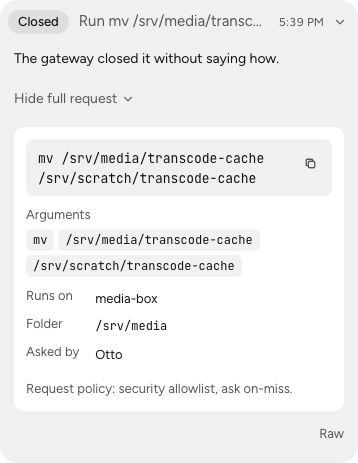 Closed Run mv /srv/media/transc... 5:39 PM
The gateway closed it without saying how.
Hide full request
mv /srv/media/transcode-cache
/srv/scratch/transcode-cache
Arguments
mv /srv/media/transcode-cache
/srv/scratch/transcode-cache
Runs on media-box
Folder /srv/media
Asked by Otto
Request policy: security allowlist, ask on-miss.
Raw